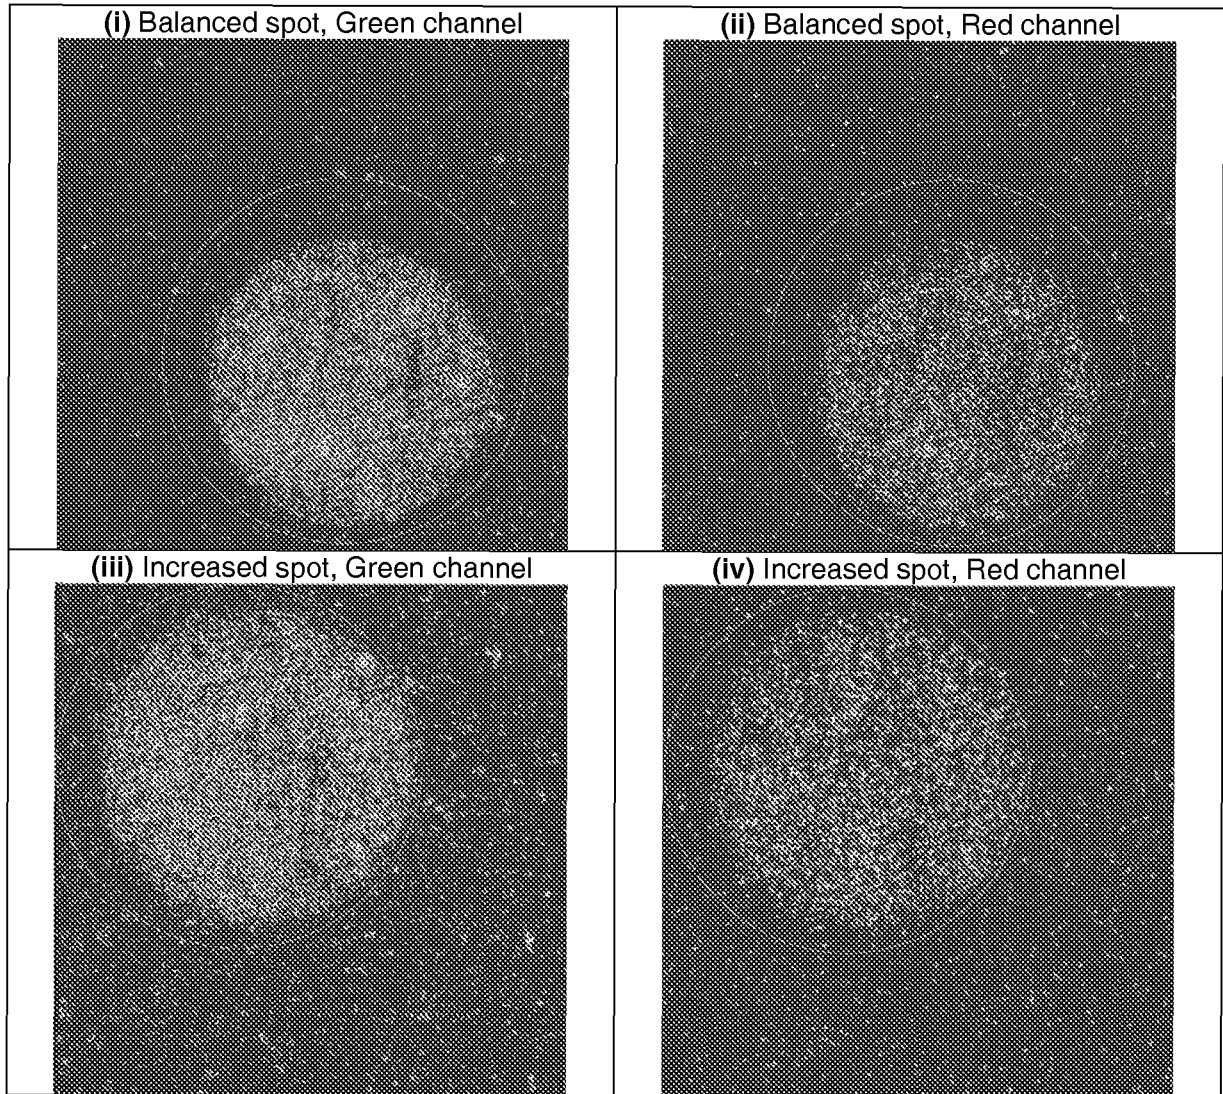 (i) Balanced spot, Green channel
(ii) Balanced spot, Red channel
(iii) Increased spot, Green channel
(iv) Increased spot, Red channel